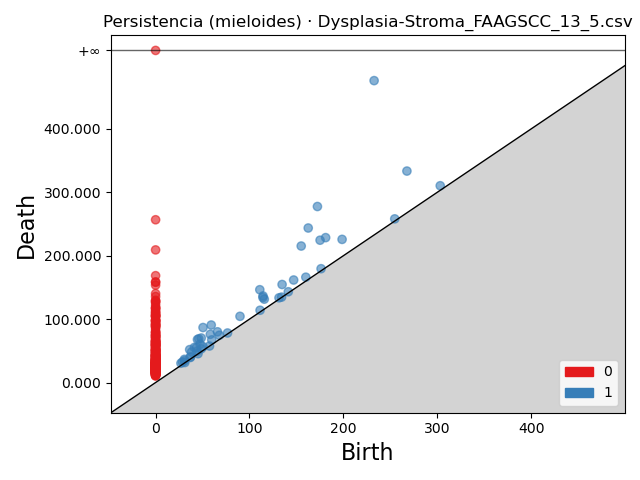 Persistencia (mieloides) · Dysplasia-Stroma_FAAGSCC_13_5.csv
+∞
400.000
300.000
200.000
100.000
0.000
Death
0
1
0 100 200 300 400
Birth